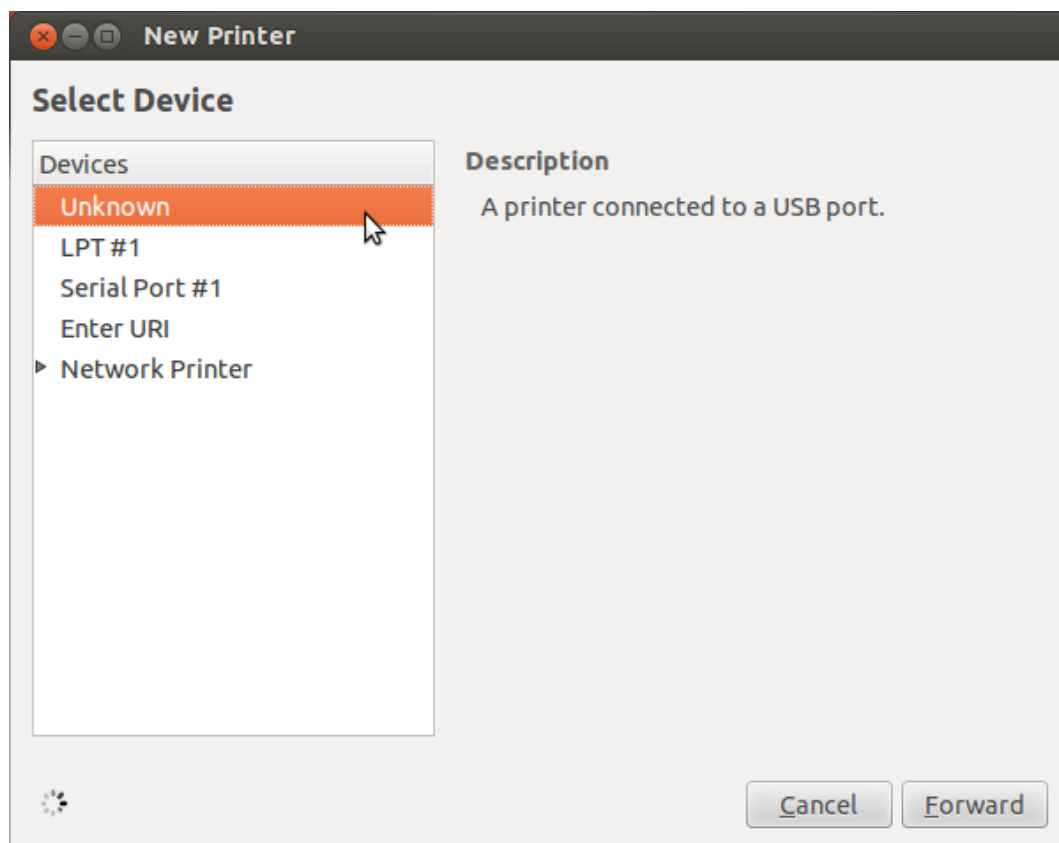 New Printer
Select Device
Devices
Unknown
LPT #1
Serial Port #1
Enter URI
Network Printer
Description
A printer connected to a USB port.
Cancel
Forward